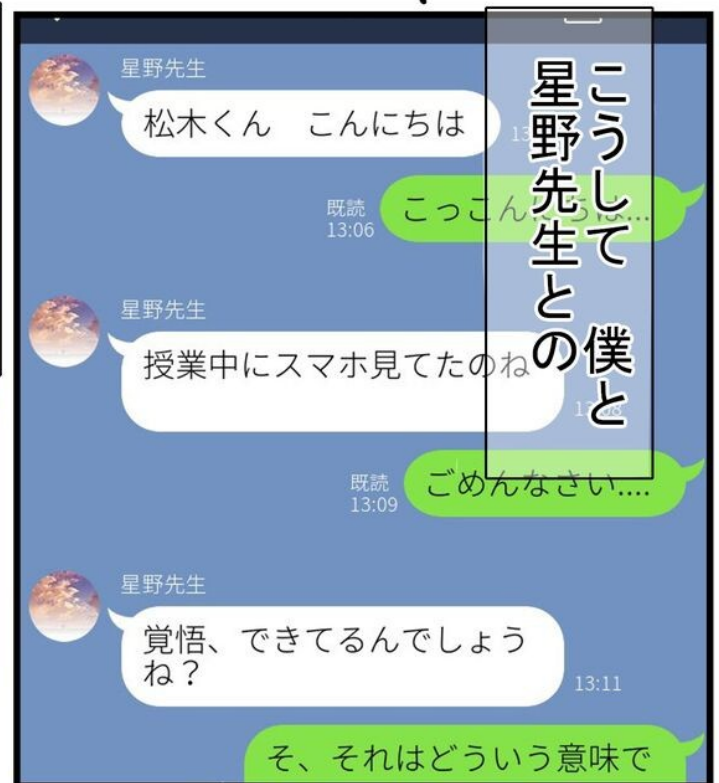 こうして 僕と
星野先生との
星野先生
松木くん こんにちは
既読
13:06
こっこんにちは...
星野先生
授業中にスマホ見てたのね
13:08
既読
13:09
ごめんなさい....
星野先生
覚悟、できてるんでしょう
ね？
13:11
そ、それはどういう意味で